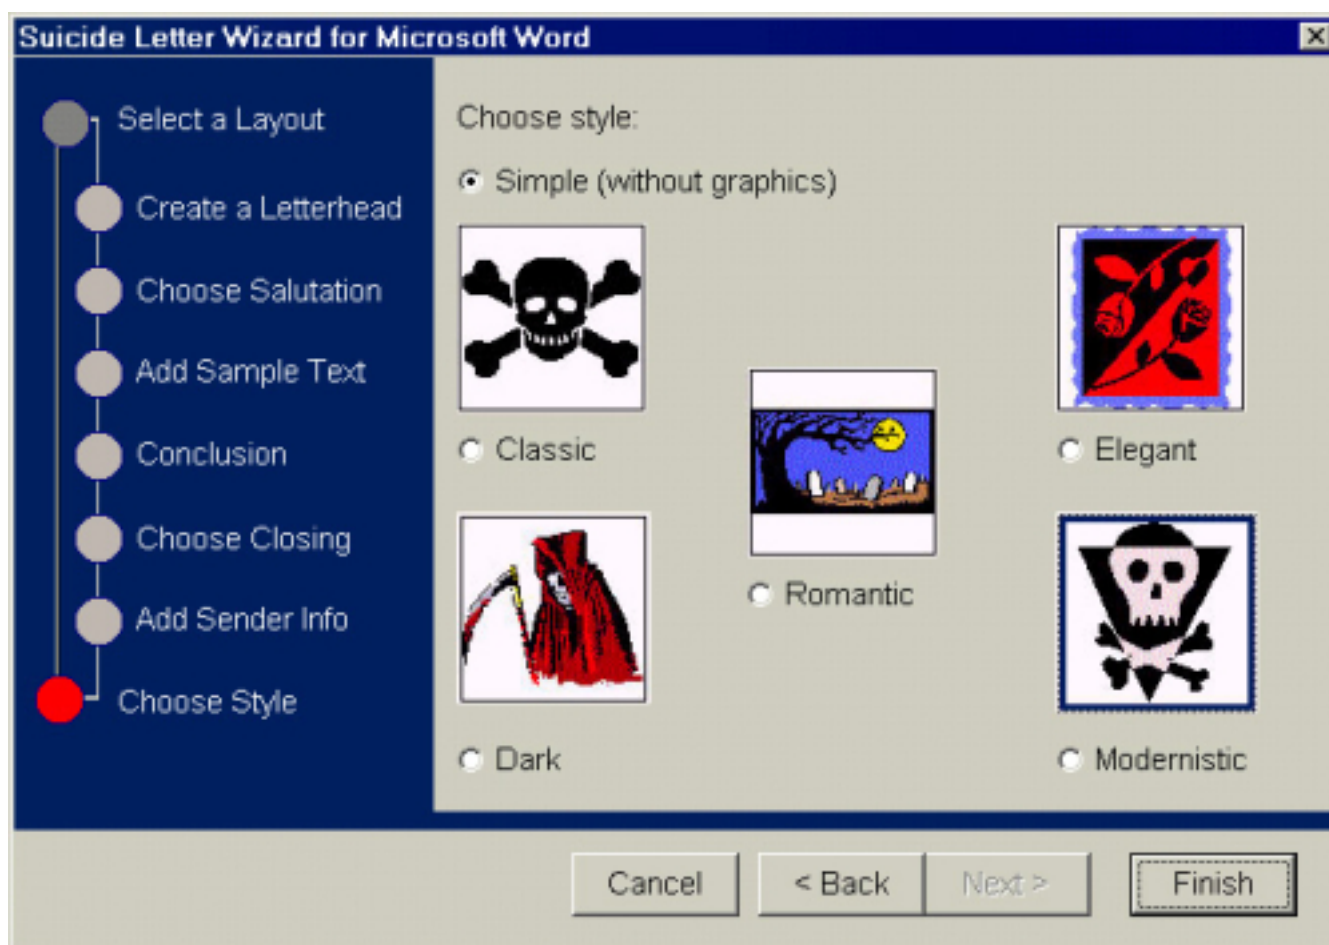 Suicide Letter Wizard for Microsoft Word
Select a Layout
Create a Letterhead
Choose Salutation
Add Sample Text
Conclusion
Choose Closing
Add Sender Info
Choose Style
Choose style:
Simple (without graphics)
Classic
Elegant
Romantic
Dark
Modernistic
Cancel
< Back
Next >
Finish